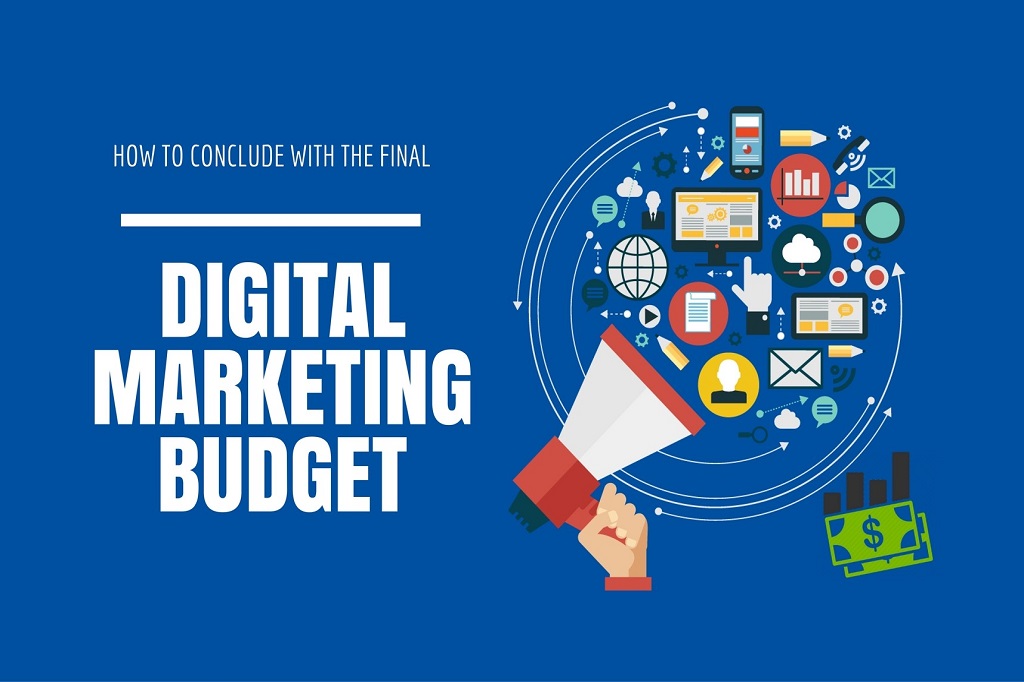 HOW TO CONCLUDE WITH THE FINAL
DIGITAL
MARKETING
BUDGET
$